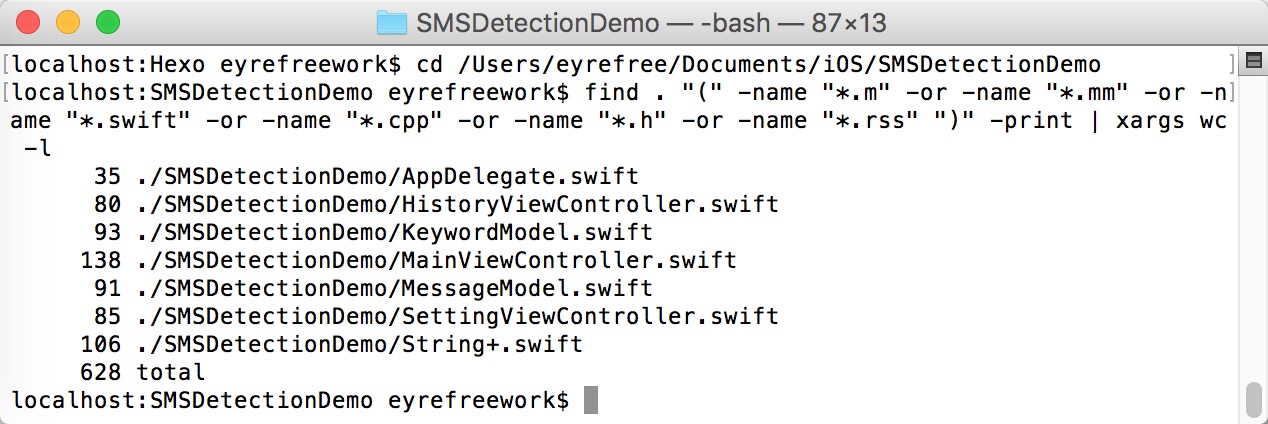 SMSDetectionDemo — -bash — 87×13
[localhost:Hexo eyrefreework$ cd /Users/eyrefree/Documents/iOS/SMSDetectionDemo ]
[localhost:SMSDetectionDemo eyrefreework$ find . "(" -name "*.m" -or -name "*.mm" -or -n]
ame "*.swift" -or -name "*.cpp" -or -name "*.h" -or -name "*.rss" ")" -print | xargs wc
-l
35 ./SMSDetectionDemo/AppDelegate.swift
80 ./SMSDetectionDemo/HistoryViewController.swift
93 ./SMSDetectionDemo/KeywordModel.swift
138 ./SMSDetectionDemo/MainViewController.swift
91 ./SMSDetectionDemo/MessageModel.swift
85 ./SMSDetectionDemo/SettingViewController.swift
106 ./SMSDetectionDemo/String+.swift
628 total
localhost:SMSDetectionDemo eyrefreework$